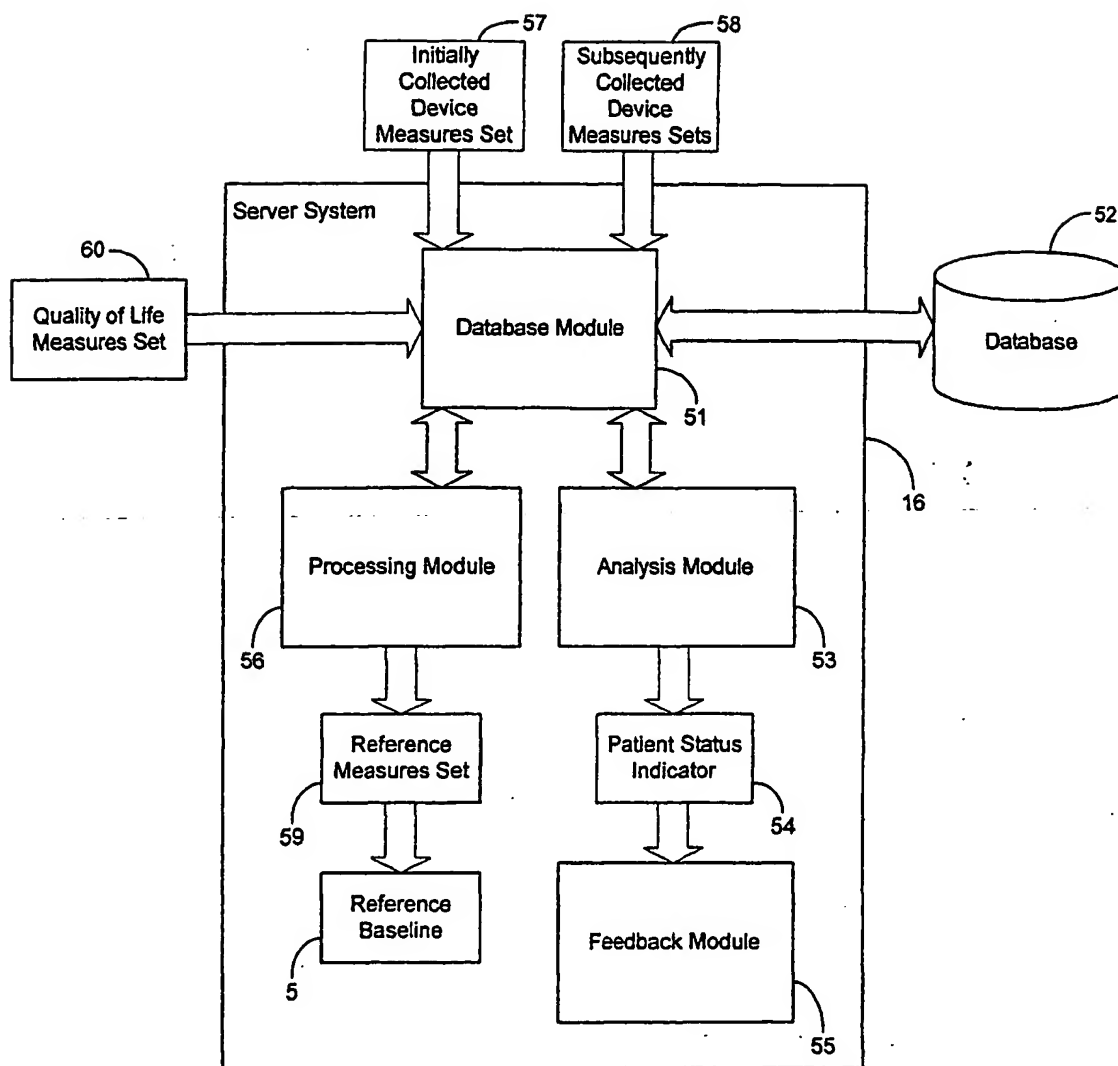 57
58
Initially
Collected
Device
Measures Set
Subsequently
Collected
Device
Measures Sets
Server System
60
52
Quality of Life
Measures Set
Database Module
Database
51
16
Processing Module
Analysis Module
56
53
Reference
Measures Set
Patient Status
Indicator
59
54
Reference
Baseline
Feedback Module
5
55